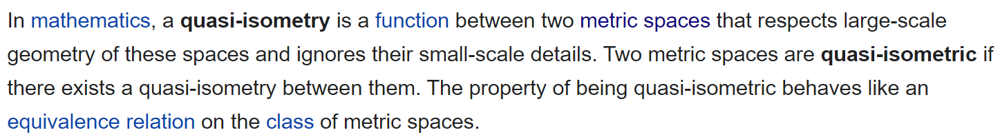 In mathematics, a quasi-isometry is a function between two metric spaces that respects large-scale
geometry of these spaces and ignores their small-scale details. Two metric spaces are quasi-isometric if
there exists a quasi-isometry between them. The property of being quasi-isometric behaves like an
equivalence relation on the class of metric spaces.